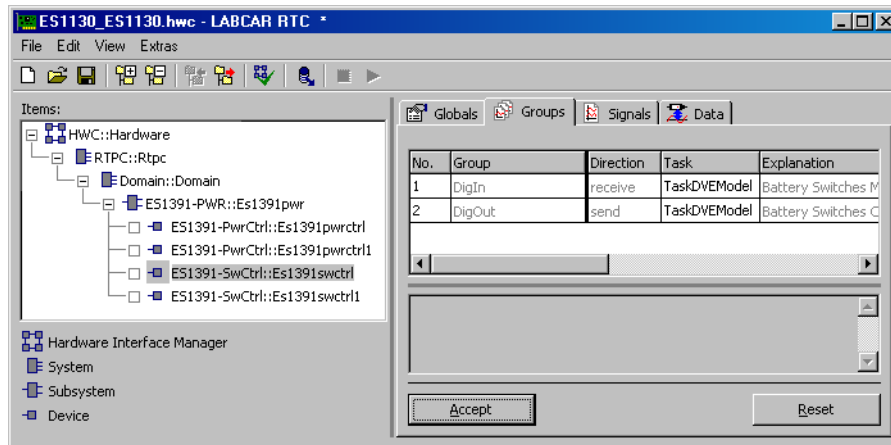 ES1130_ES1130.hwc - LABCAR RTC *
File Edit View Extras
Items:
HWC::Hardware
RTPC::Rtpc
Domain::Domain
ES1391-PWR::Es1391pwr
ES1391-PwrCtrl::Es1391pwrctrl
ES1391-PwrCtrl::Es1391pwrctrl1
ES1391-SwCtrl::Es1391swctrl
ES1391-SwCtrl::Es1391swctrl1
Hardware Interface Manager
System
Subsystem
Device
Globals Groups Signals Data
No. Group Direction Task Explanation
1 DigIn receive TaskDVEModel Battery Switches M
2 DigOut send TaskDVEModel Battery Switches C
Accept Reset